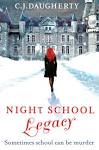 C.J.DAUGHERTY
NIGHT SCHOOL
Legacy
Sometimes school can be murder